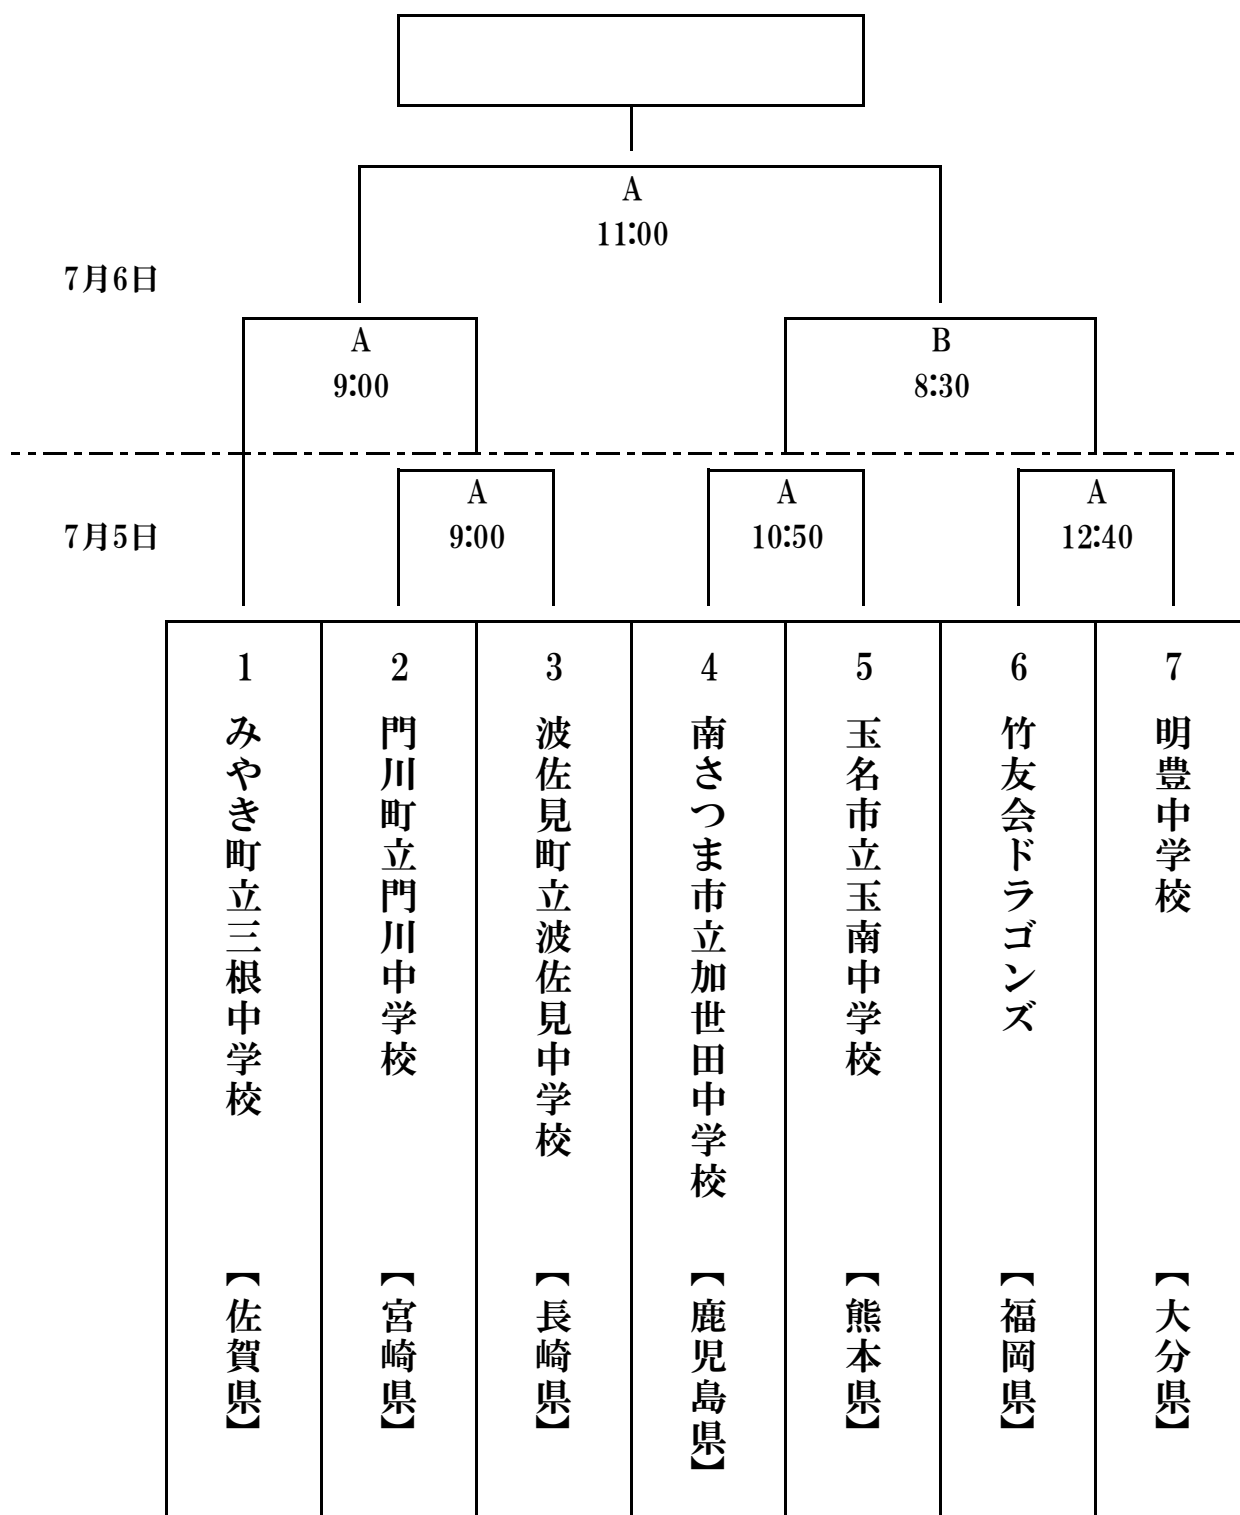 A
11:00
7月6日
A
9:00
B
8:30
7月5日
A
9:00
A
10:50
A
12:40
1 みやき町立三根中学校 【佐賀県】
2 門川町立門川中学校 【宮崎県】
3 波佐見町立波佐見中学校 【長崎県】
4 南さつま市立加世田中学校 【鹿児島県】
5 玉名市立玉南中学校 【熊本県】
6 竹友会ドラゴンズ 【福岡県】
7 明豊中学校 【大分県】